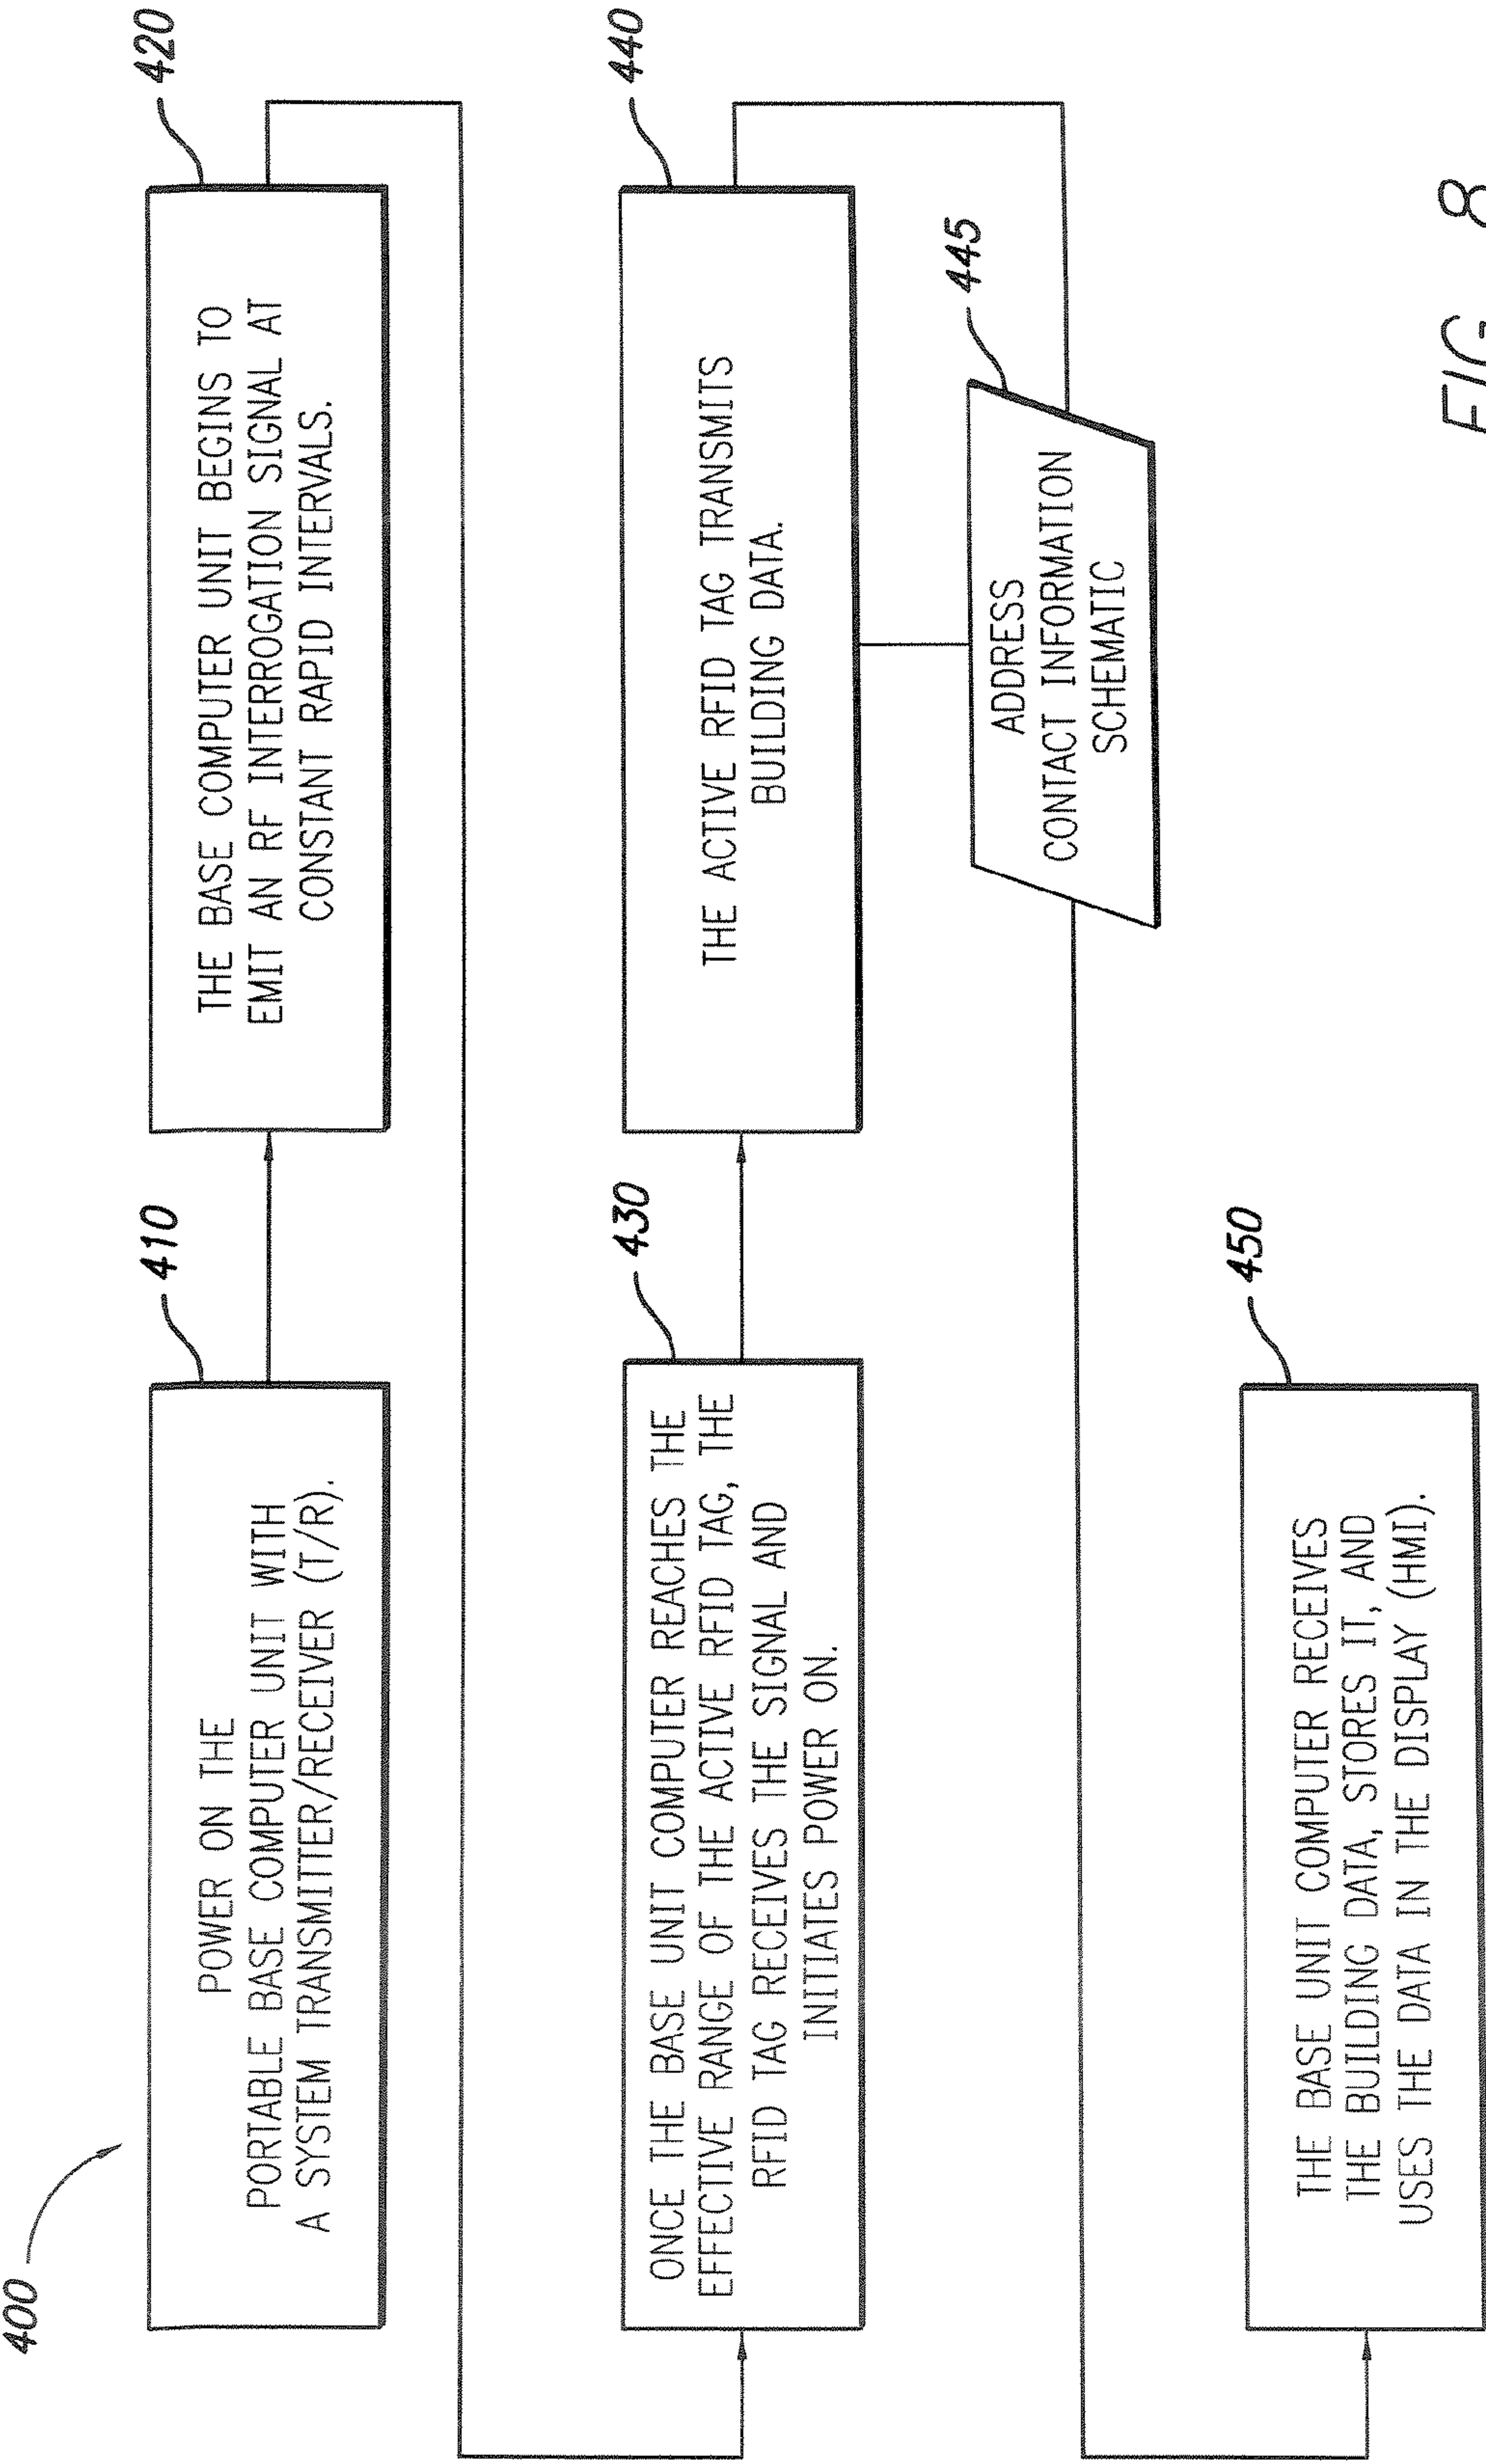 400
410
POWER ON THE
PORTABLE BASE COMPUTER UNIT WITH
A SYSTEM TRANSMITTER/RECEIVER (T/R).
420
THE BASE COMPUTER UNIT BEGINS TO
EMIT AN RF INTERROGATION SIGNAL AT
CONSTANT RAPID INTERVALS.
430
ONCE THE BASE UNIT COMPUTER REACHES THE
EFFECTIVE RANGE OF THE ACTIVE RFID TAG, THE
RFID TAG RECEIVES THE SIGNAL AND
INITIATES POWER ON.
440
THE ACTIVE RFID TAG TRANSMITS
BUILDING DATA.
445
ADDRESS
CONTACT INFORMATION
SCHEMATIC
450
THE BASE UNIT COMPUTER RECEIVES
THE BUILDING DATA, STORES IT, AND
USES THE DATA IN THE DISPLAY (HMI).
FIG. 8